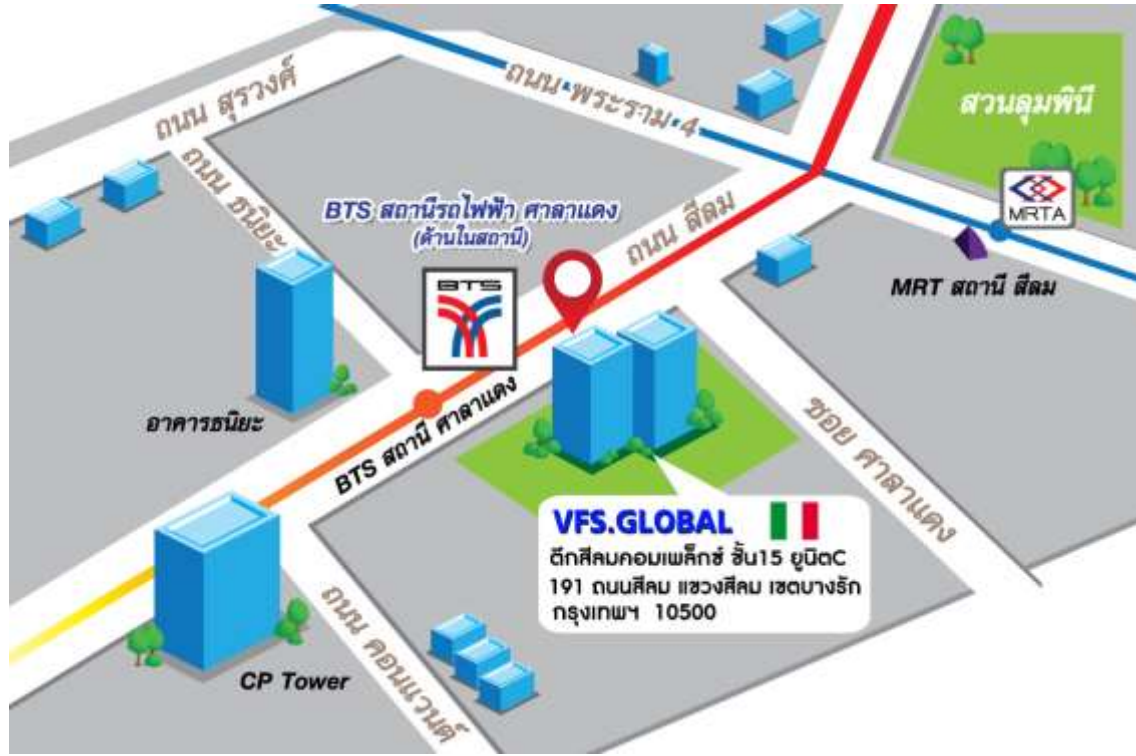 ถนน สุรวงศ์
ถนน พระราม 4
สวนลุมพินี
MRTA
MRT สถานี สีลม
ถนน ธนิยะ
BTS สถานีรถไฟฟ้า ศาลาแดง
(ด้านในสถานี)
ถนน สีลม
BTS
อาคารธนิยะ
BTS สถานี ศาลาแดง
ซอย ศาลาแดง
VFS.GLOBAL
ตึกสีลมคอมเพล็กซ์ ชั้น15 ยูนิตC
191 ถนนสีลม แขวงสีลม เขตบางรัก
กรุงเทพฯ 10500
CP Tower
ถนน คอนแวนต์